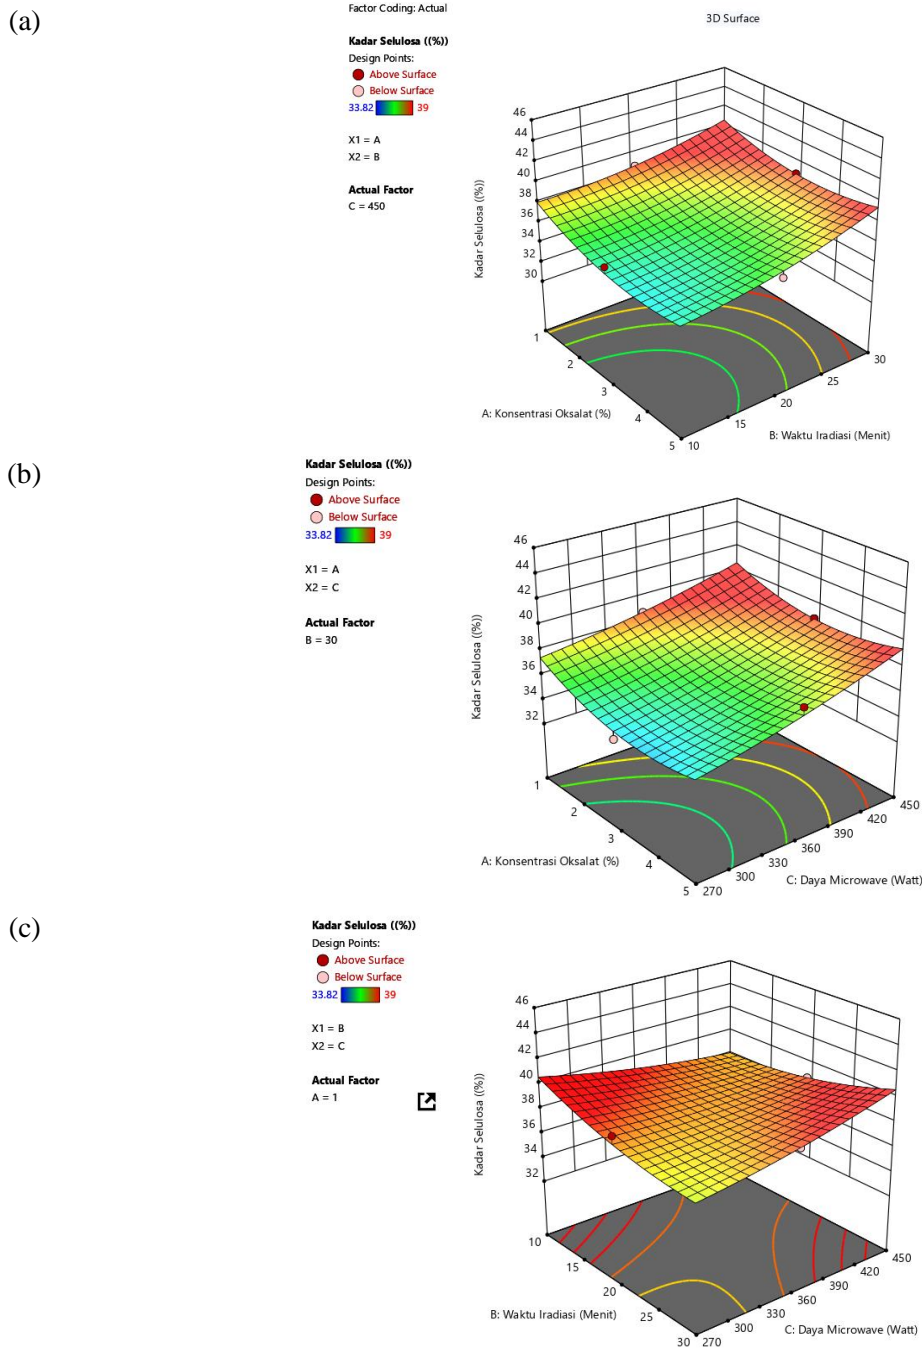 (a)
Factor Coding: Actual
3D Surface
Kadar Selulosa ((%))
Design Points:
Above Surface
Below Surface
33.82 39
X1 = A
X2 = B
Actual Factor
C = 450
46
44
42
40
38
36
34
32
30
Kadar Selulosa ((%))
1
2
3
4
5
A: Konsentrasi Oksalat (%)
10
15
20
25
30
B: Waktu Iradiasi (Menit)
(b)
Kadar Selulosa ((%))
Design Points:
Above Surface
Below Surface
33.82 39
X1 = A
X2 = C
Actual Factor
B = 30
46
44
42
40
38
36
34
32
Kadar Selulosa ((%))
1
2
3
4
5
A: Konsentrasi Oksalat (%)
270
300
330
360
390
420
450
C: Daya Microwave (Watt)
(c)
Kadar Selulosa ((%))
Design Points:
Above Surface
Below Surface
33.82 39
X1 = B
X2 = C
Actual Factor
A = 1
46
44
42
40
38
36
34
32
Kadar Selulosa ((%))
10
15
20
25
30
B: Waktu Iradiasi (Menit)
270
300
330
360
390
420
450
C: Daya Microwave (Watt)